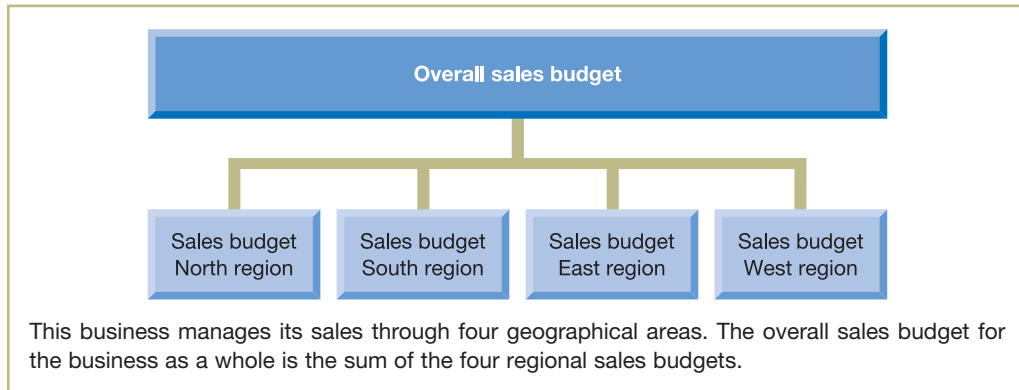 Overall sales budget
Sales budget
North region
Sales budget
South region
Sales budget
East region
Sales budget
West region
This business manages its sales through four geographical areas. The overall sales budget for
the business as a whole is the sum of the four regional sales budgets.